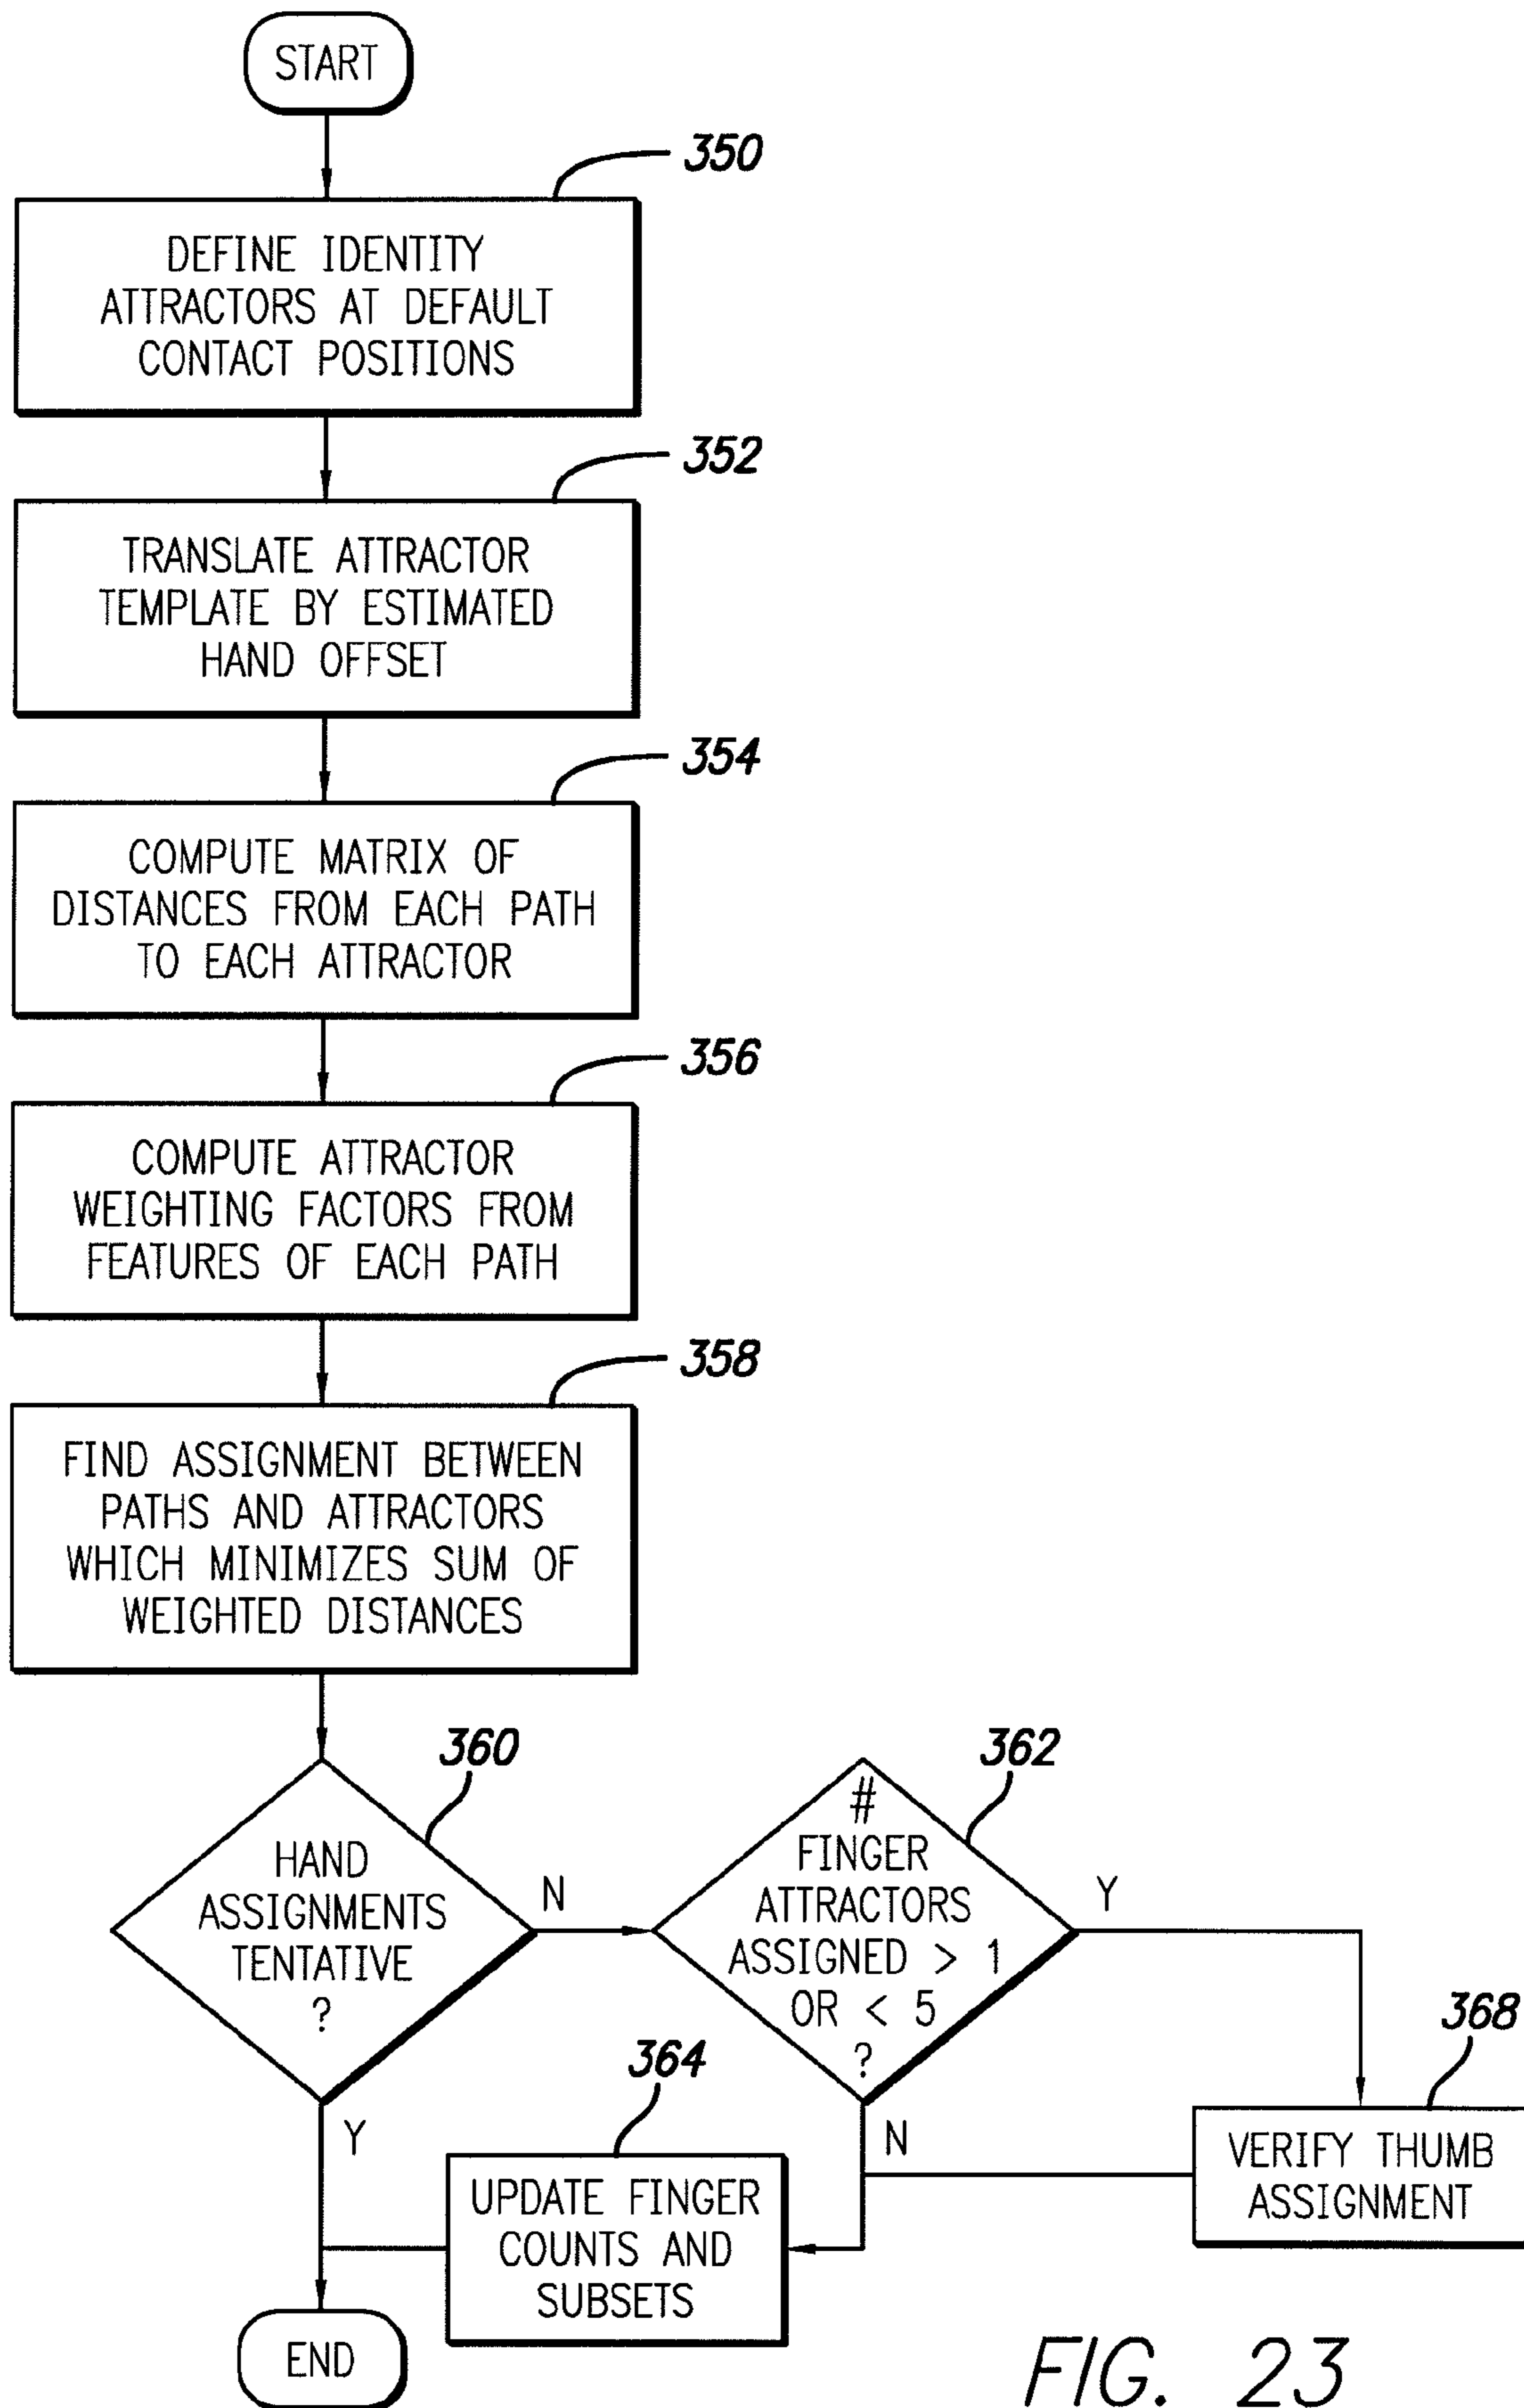 START
350
DEFINE IDENTITY
ATTRACTORS AT DEFAULT
CONTACT POSITIONS
352
TRANSLATE ATTRACTOR
TEMPLATE BY ESTIMATED
HAND OFFSET
354
COMPUTE MATRIX OF
DISTANCES FROM EACH PATH
TO EACH ATTRACTOR
356
COMPUTE ATTRACTOR
WEIGHTING FACTORS FROM
FEATURES OF EACH PATH
358
FIND ASSIGNMENT BETWEEN
PATHS AND ATTRACTORS
WHICH MINIMIZES SUM OF
WEIGHTED DISTANCES
360
HAND
ASSIGNMENTS
TENTATIVE
?
N
Y
362
#
FINGER
ATTRACTORS
ASSIGNED > 1
OR < 5
?
Y
N
368
VERIFY THUMB
ASSIGNMENT
364
UPDATE FINGER
COUNTS AND
SUBSETS
END
FIG. 23